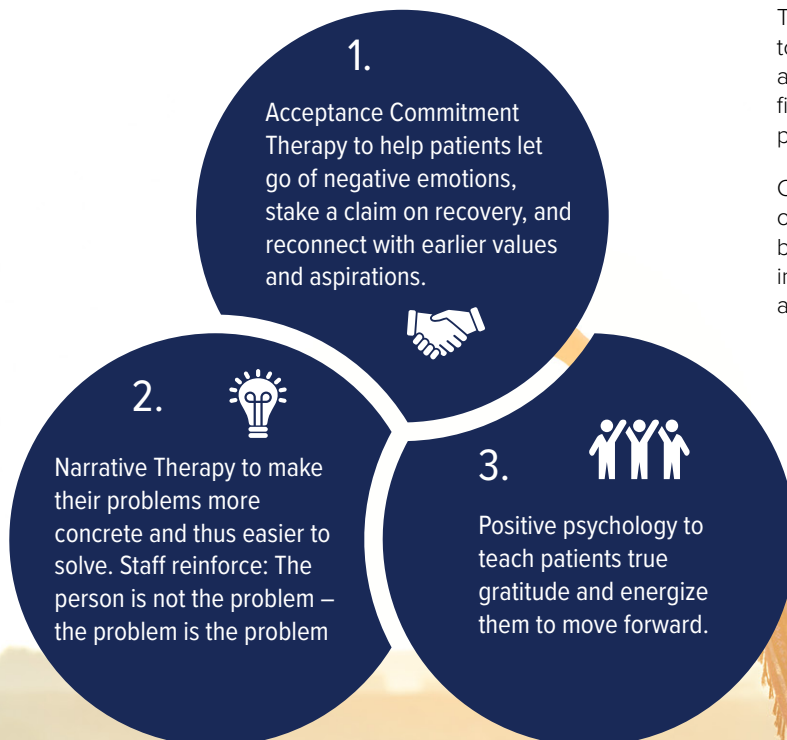 1.
Acceptance Commitment
Therapy to help patients let
go of negative emotions,
stake a claim on recovery, and
reconnect with earlier values
and aspirations.
2.
Narrative Therapy to make
their problems more
concrete and thus easier to
solve. Staff reinforce: The
person is not the problem –
the problem is the problem
3.
Positive psychology to
teach patients true
gratitude and energize
them to move forward.